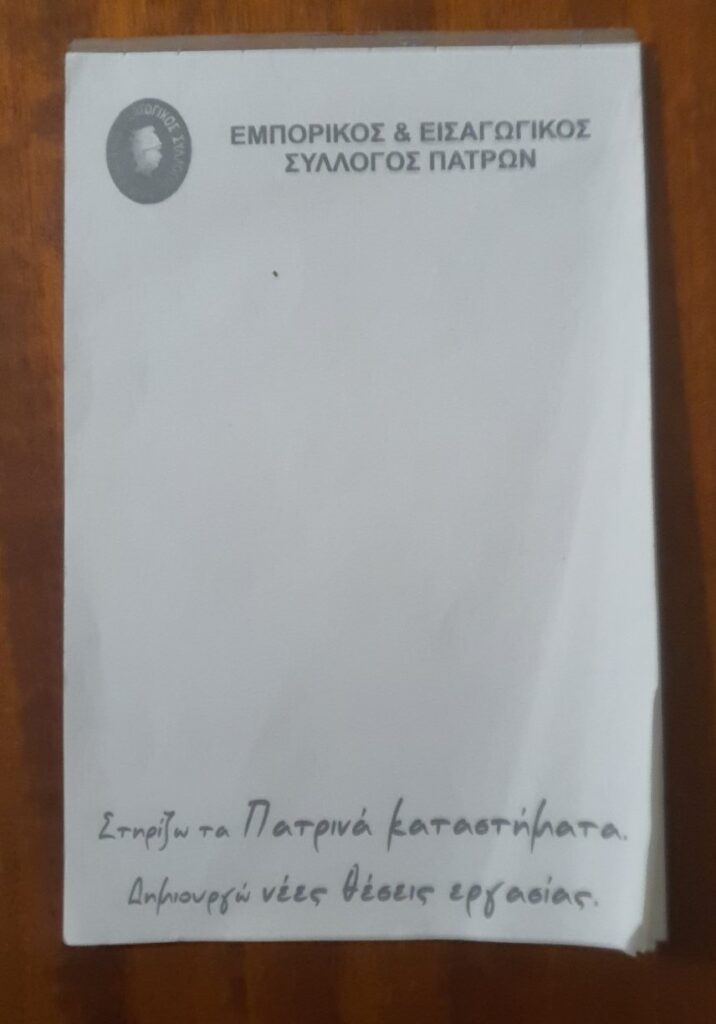 ΕΜΠΟΡΙΚΟΣ & ΕΙΣΑΓΩΓΙΚΟΣ
ΣΥΛΛΟΓΟΣ ΠΑΤΡΩΝ
Στηρίζω τα Πατρινά καταστήματα.
Δημιουργώ νέες θέσεις εργασίας.